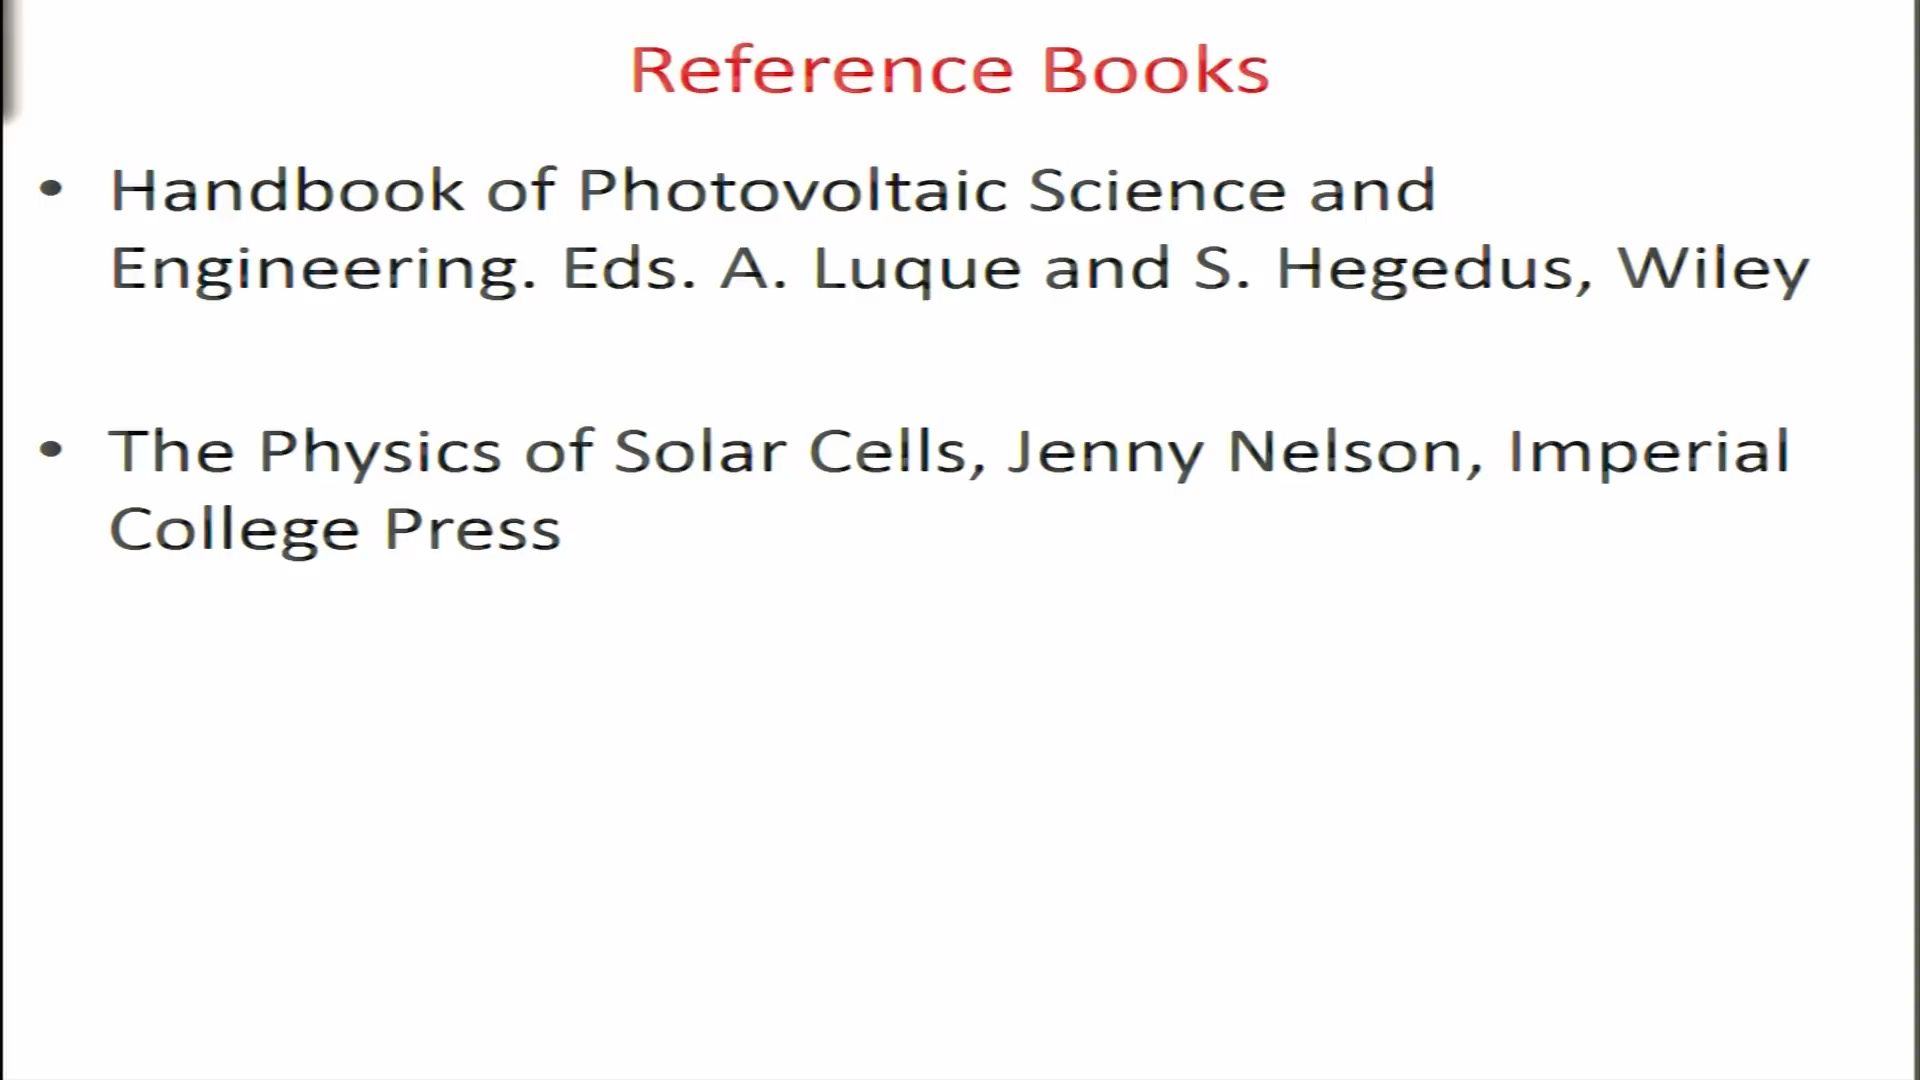 Reference Books
• Handbook of Photovoltaic Science and
Engineering. Eds. A. Luque and S. Hegedus, Wiley
• The Physics of Solar Cells, Jenny Nelson, Imperial
College Press